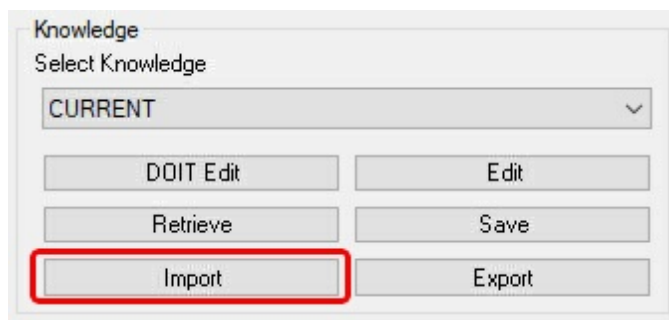 Knowledge
Select Knowledge
CURRENT
DOIT Edit Edit
Retrieve Save
Import Export